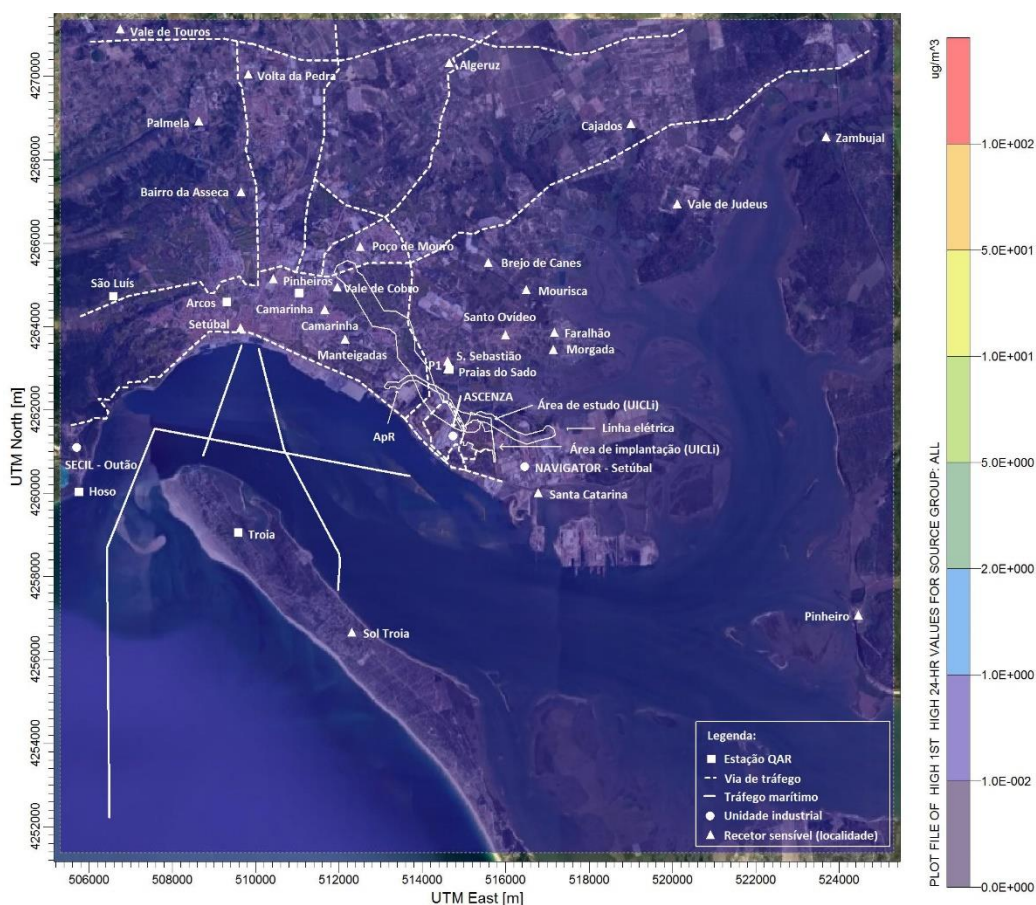 Vale de Touros
Volta da Pedra
Algeruz
Palmela
Cajados
Zambujal
Bairro da Asseca
Vale de Judeus
Poço de Mouro
Brejo de Canes
São Luís
Pinheiros
Vale de Cobro
Mourisca
Arcos
Camarinha
Camarinha
Santo Ovídeo
Setúbal
Faralhão
Manteigadas
Morgada
P1
S. Sebastião
Praias do Sado
ASCENZA
Área de estudo (UICLi)
ApR
Linha elétrica
Área de implantação (UICLi)
SECIL - Outão
NAVIGATOR - Setúbal
Hoso
Santa Catarina
Troia
Pinheiro
Sol Troia
Legenda:
Estação QAR
Via de tráfego
Tráfego marítimo
Unidade industrial
Recetor sensível (localidade)
UTM North [m]
4270000
4268000
4266000
4264000
4262000
4260000
4258000
4256000
4254000
4252000
506000 508000 510000 512000 514000 516000 518000 520000 522000 524000
UTM East [m]
PLOT FILE OF HIGH 1ST HIGH 24-HR VALUES FOR SOURCE GROUP: ALL
ug/m^3
1.0E+002
5.0E+001
1.0E+001
5.0E+000
2.0E+000
1.0E+000
1.0E-002
0.0E+000